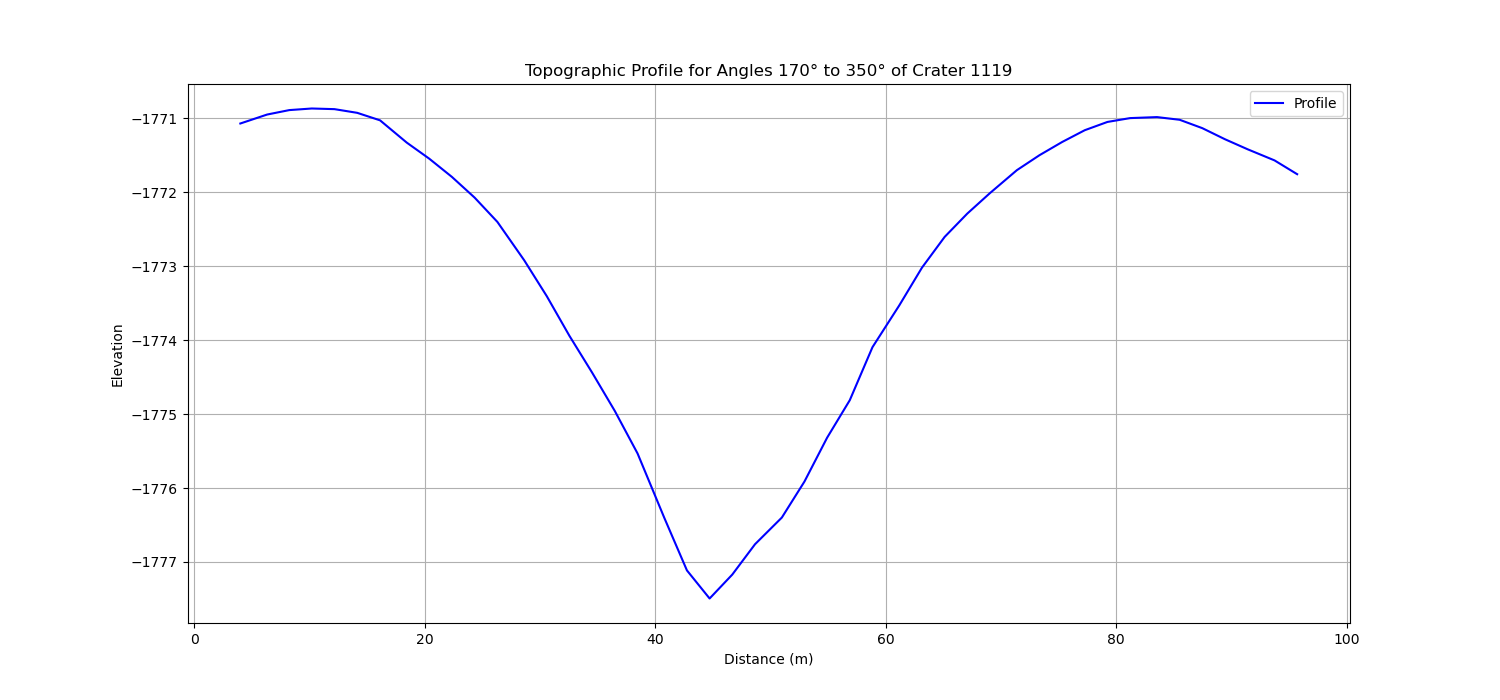 Topographic Profile for Angles 170° to 350° of Crater 1119
Profile
−1771
−1772
−1773
−1774
−1775
−1776
−1777
Elevation
0 20 40 60 80 100
Distance (m)